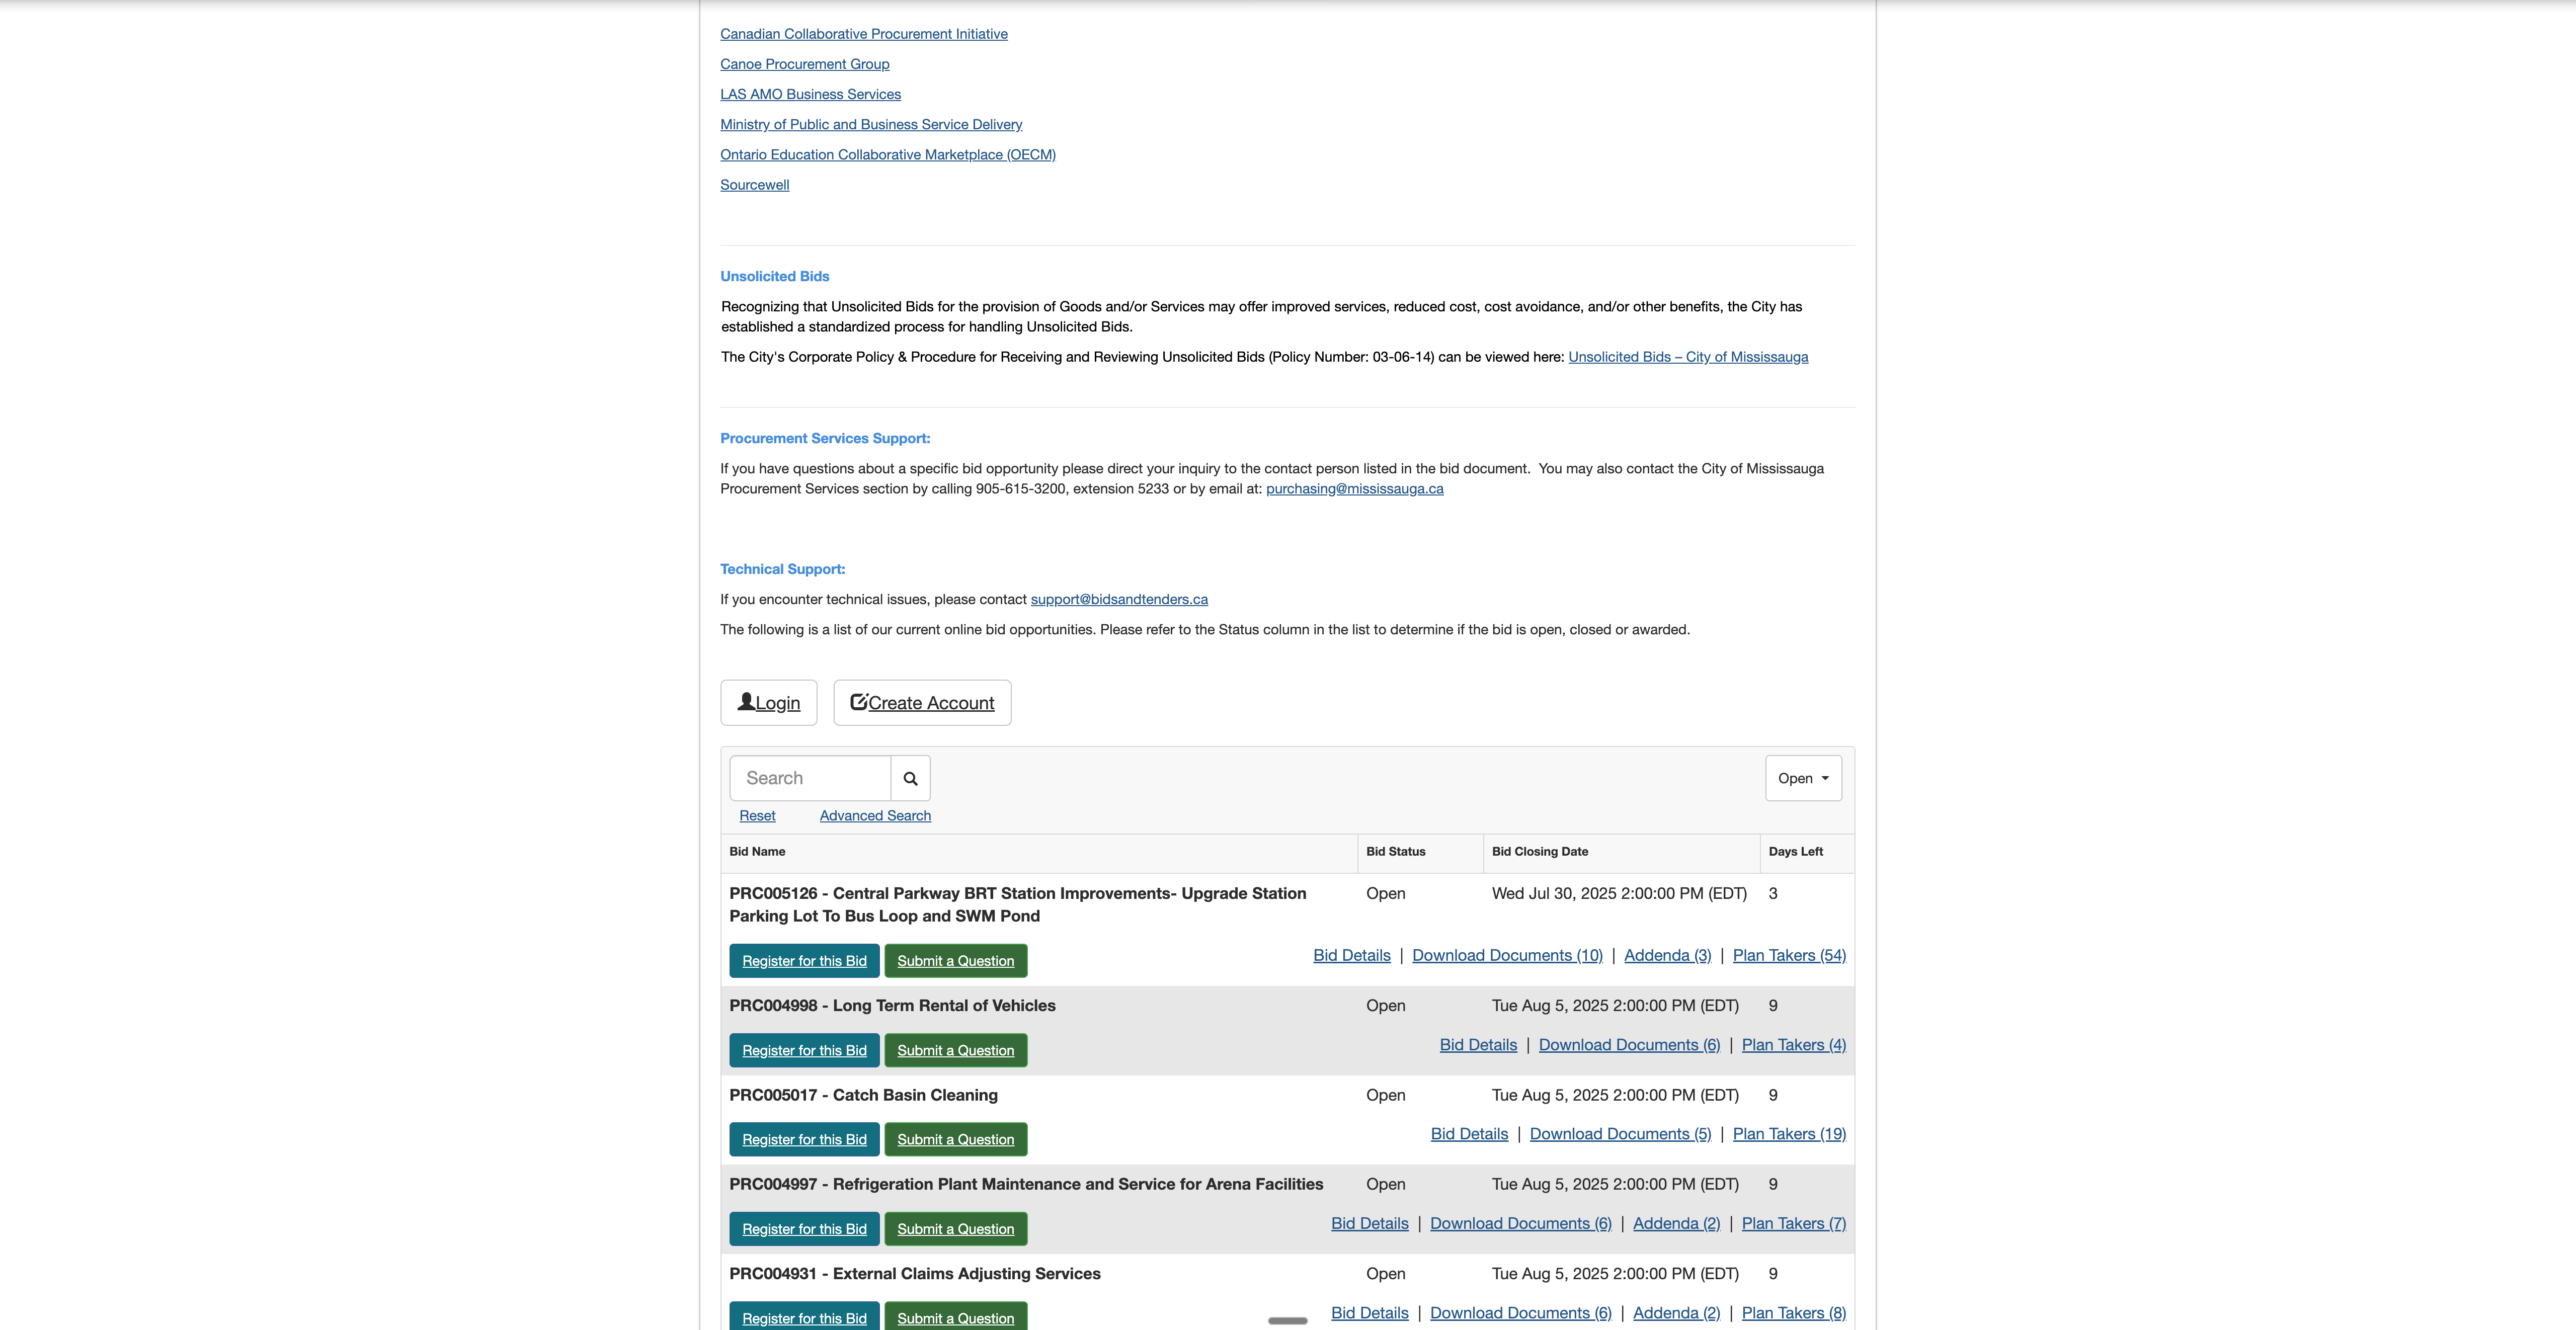 Canadian Collaborative Procurement Initiative
Canoe Procurement Group
LAS AMO Business Services
Ministry of Public and Business Service Delivery
Ontario Education Collaborative Marketplace (OECM)
Sourcewell
Unsolicited Bids
Recognizing that Unsolicited Bids for the provision of Goods and/or Services may offer improved services, reduced cost, cost avoidance, and/or other benefits, the City has
established a standardized process for handling Unsolicited Bids.
The City's Corporate Policy & Procedure for Receiving and Reviewing Unsolicited Bids (Policy Number: 03-06-14) can be viewed here: Unsolicited Bids – City of Mississauga
Procurement Services Support:
If you have questions about a specific bid opportunity please direct your inquiry to the contact person listed in the bid document.  You may also contact the City of Mississauga
Procurement Services section by calling 905-615-3200, extension 5233 or by email at: purchasing@mississauga.ca
Technical Support:
If you encounter technical issues, please contact support@bidsandtenders.ca
The following is a list of our current online bid opportunities. Please refer to the Status column in the list to determine if the bid is open, closed or awarded.
Login Create Account
Search Open
Reset Advanced Search
Bid Name Bid Status Bid Closing Date Days Left
PRC005126 - Central Parkway BRT Station Improvements- Upgrade Station Open Wed Jul 30, 2025 2:00:00 PM (EDT) 3
Parking Lot To Bus Loop and SWM Pond
Register for this Bid Submit a Question Bid Details | Download Documents (10) | Addenda (3) | Plan Takers (54)
PRC004998 - Long Term Rental of Vehicles Open Tue Aug 5, 2025 2:00:00 PM (EDT) 9
Register for this Bid Submit a Question Bid Details | Download Documents (6) | Plan Takers (4)
PRC005017 - Catch Basin Cleaning Open Tue Aug 5, 2025 2:00:00 PM (EDT) 9
Register for this Bid Submit a Question Bid Details | Download Documents (5) | Plan Takers (19)
PRC004997 - Refrigeration Plant Maintenance and Service for Arena Facilities Open Tue Aug 5, 2025 2:00:00 PM (EDT) 9
Register for this Bid Submit a Question Bid Details | Download Documents (6) | Addenda (2) | Plan Takers (7)
PRC004931 - External Claims Adjusting Services Open Tue Aug 5, 2025 2:00:00 PM (EDT) 9
Register for this Bid Submit a Question Bid Details | Download Documents (6) | Addenda (2) | Plan Takers (8)